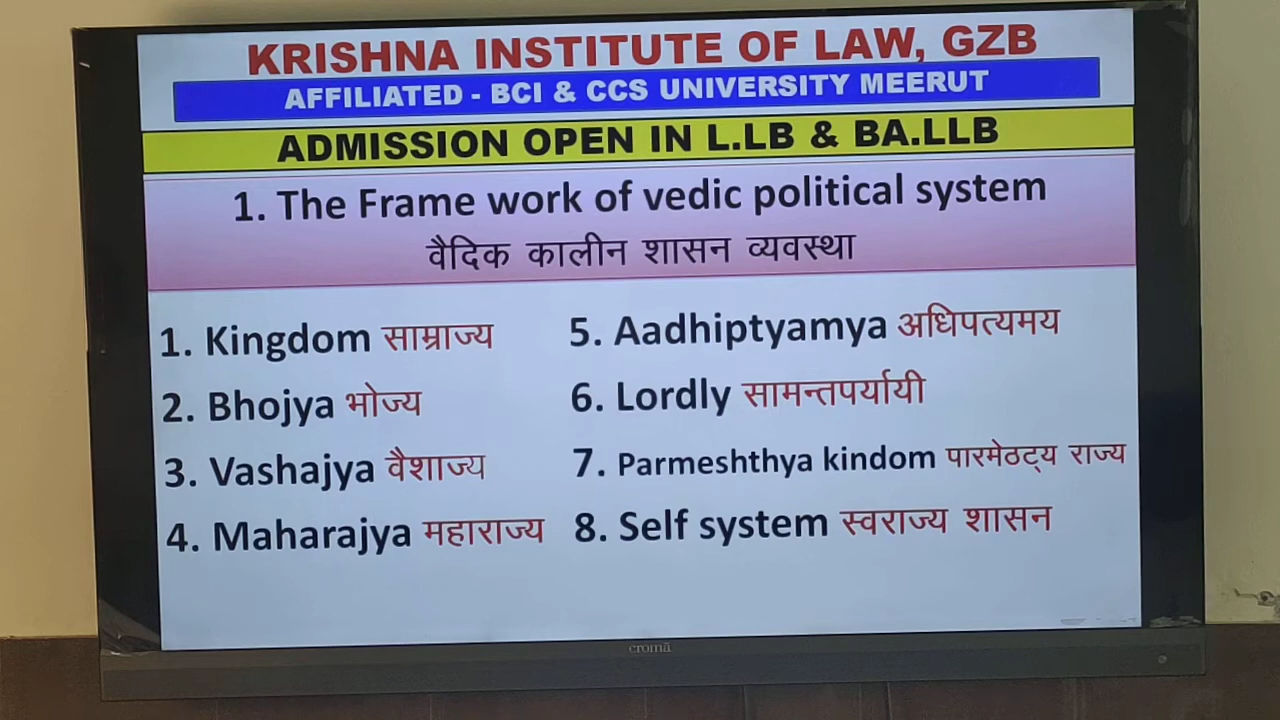 KRISHNA INSTITUTE OF LAW, GZB
AFFILIATED - BCI & CCS UNIVERSITY MEERUT
ADMISSION OPEN IN L.LB & BA.LLB
1. The Frame work of vedic political system
वैदिक कालीन शासन व्यवस्था
1. Kingdom साम्राज्य
2. Bhojya भोज्य
3. Vashajya वैशाज्य
4. Maharajya महाराज्य
5. Aadhiptyamya अधिपत्यमय
6. Lordly सामन्तपर्यायी
7. Parmeshthya kindom पारमेठट्य राज्य
8. Self system स्वराज्य शासन
croma